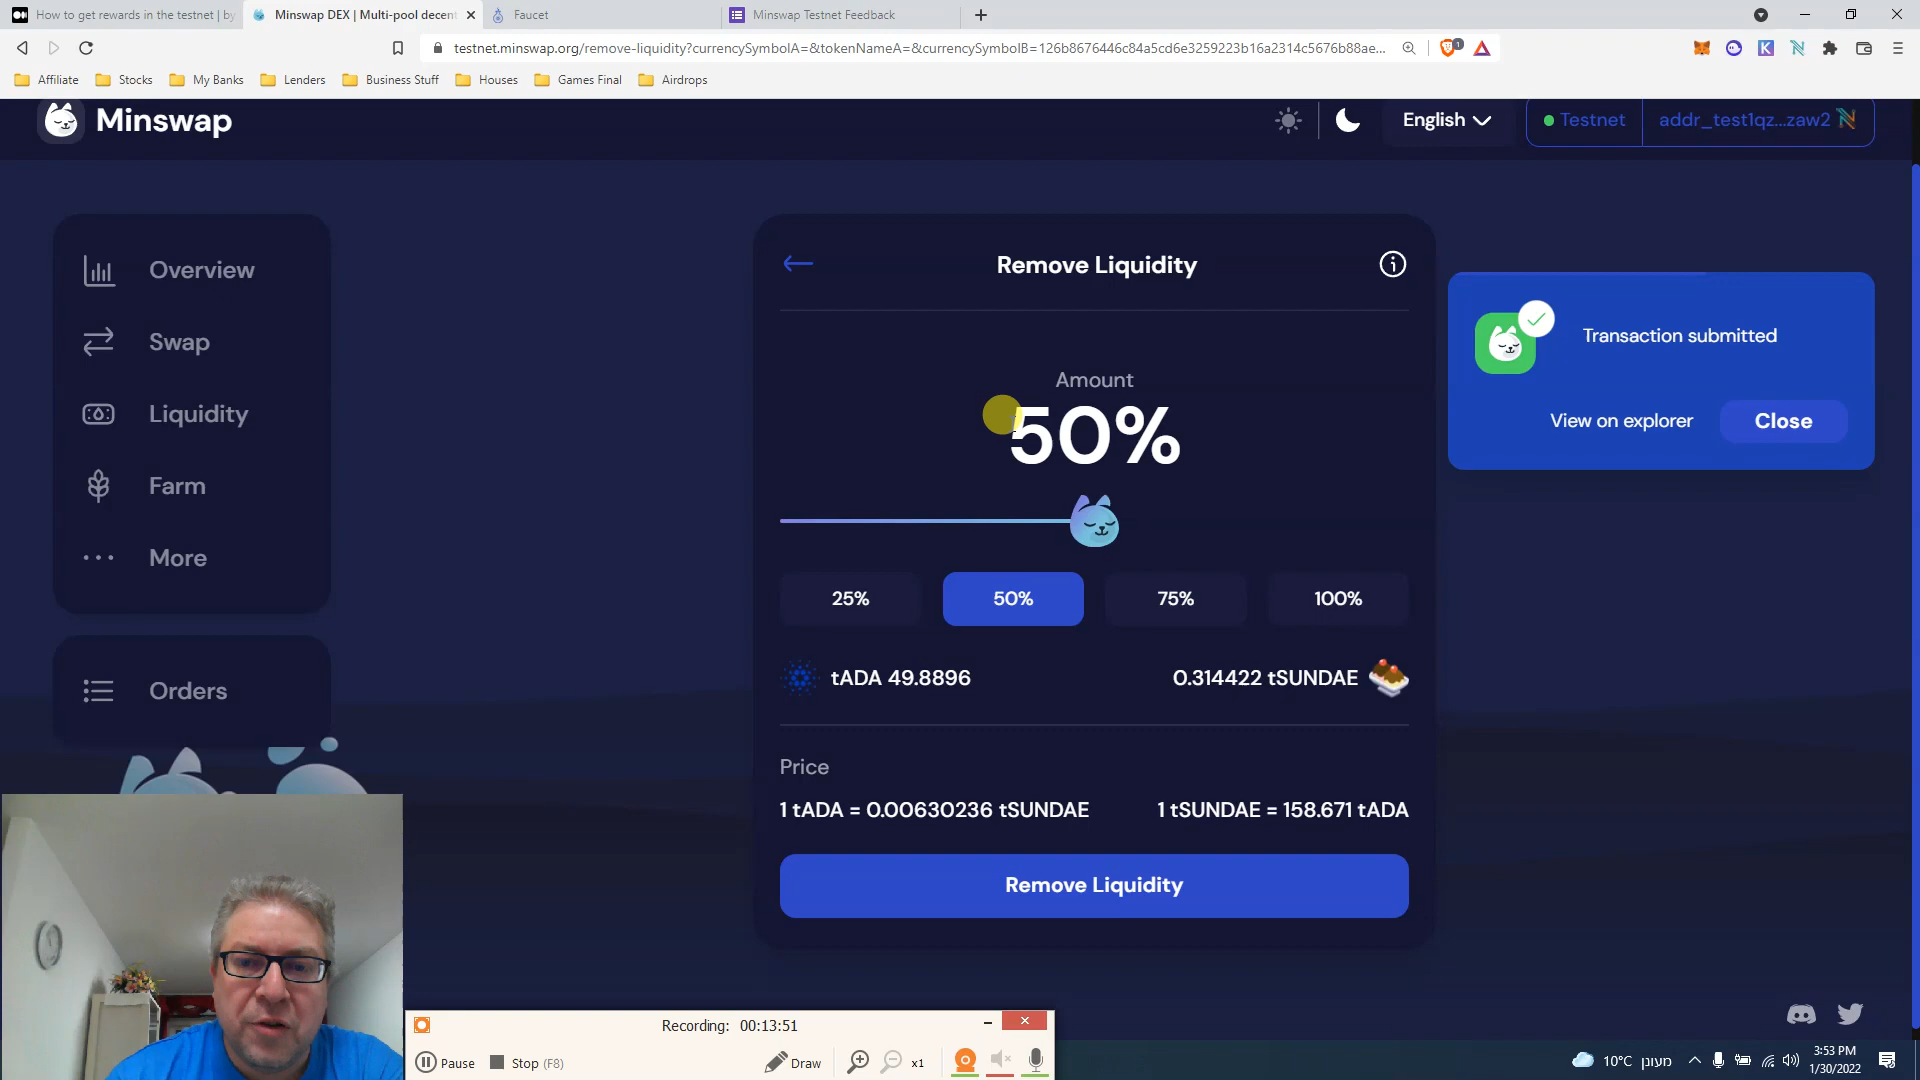 How to get rewards in the testnet | by
Minswap DEX | Multi-pool decent
Faucet
Minswap Testnet Feedback
testnet.minswap.org/remove-liquidity?currencySymbolA=&tokenNameA=&currencySymbolB=126b8676446c84a5cd6e3259223b16a2314c5676b88ae...
Affiliate
Stocks
My Banks
Lenders
Business Stuff
Houses
Games Final
Airdrops
Minswap
English
Testnet
addr_test1qz...zaw2
Overview
Swap
Liquidity
Farm
More
Orders
Remove Liquidity
Amount
50%
25%
50%
75%
100%
tADA 49.8896
0.314422 tSUNDAE
Price
1 tADA = 0.00630236 tSUNDAE
1 tSUNDAE = 158.671 tADA
Remove Liquidity
Transaction submitted
View on explorer
Close
Recording: 00:13:51
Pause
Stop (F8)
Draw
x1
10°C
מעונן
3:53 PM
1/30/2022